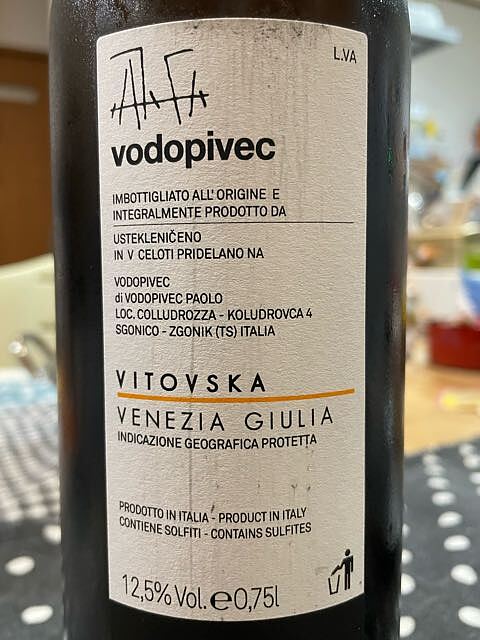 L.VA
vodopivec
IMBOTTIGLIATO ALL' ORIGINE E
INTEGRALMENTE PRODOTTO DA
USTEKLENIČENO
IN V CELOTI PRIDELANO NA
VODOPIVEC
di VODOPIVEC PAOLO
LOC. COLLUDROZZA - KOLUDROVCA 4
SGONICO - ZGONIK (TS) ITALIA
VITOVSKA
VENEZIA GIULIA
INDICAZIONE GEOGRAFICA PROTETTA
PRODOTTO IN ITALIA - PRODUCT IN ITALY
CONTIENE SOLFITI - CONTAINS SULFITES
12,5% Vol. e 0,75l